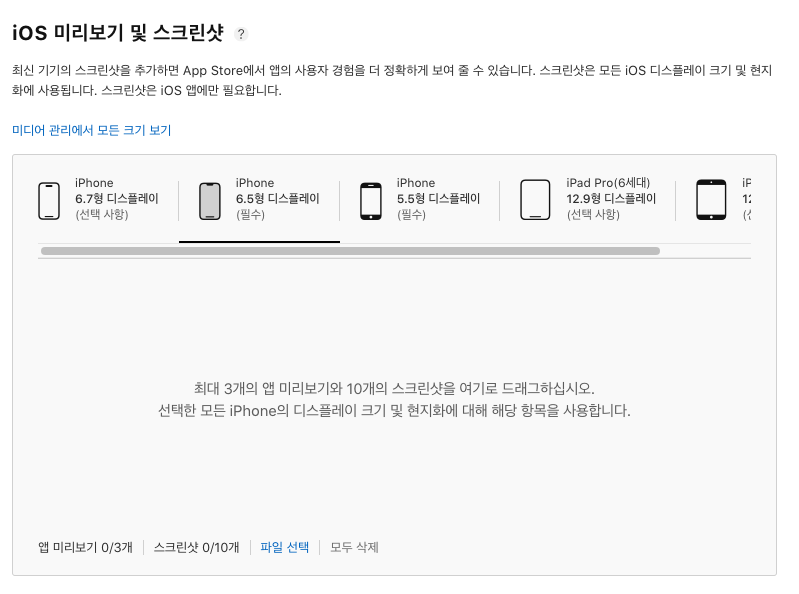 iOS 미리보기 및 스크린샷 ?
최신 기기의 스크린샷을 추가하면 App Store에서 앱의 사용자 경험을 더 정확하게 보여 줄 수 있습니다. 스크린샷은 모든 iOS 디스플레이 크기 및 현지
화에 사용됩니다. 스크린샷은 iOS 앱에만 필요합니다.
미디어 관리에서 모든 크기 보기
iPhone
6.7형 디스플레이
(선택 사항)
iPhone
6.5형 디스플레이
(필수)
iPhone
5.5형 디스플레이
(필수)
iPad Pro(6세대)
12.9형 디스플레이
(선택 사항)
최대 3개의 앱 미리보기와 10개의 스크린샷을 여기로 드래그하십시오.
선택한 모든 iPhone의 디스플레이 크기 및 현지화에 대해 해당 항목을 사용합니다.
앱 미리보기 0/3개
스크린샷 0/10개
파일 선택
모두 삭제